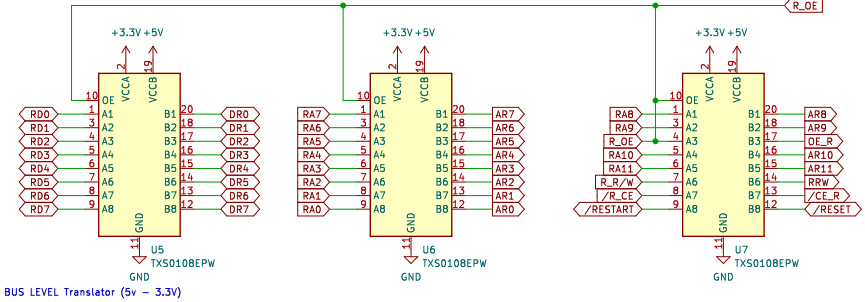 R_OE
+3.3V +5V
+3.3V +5V
+3.3V +5V
2 VCCA
19 VCCB
2 VCCA
19 VCCB
2 VCCA
19 VCCB
10 OE
10 OE
10 OE
RD0 1 A1 B1 20 DR0
RD1 2 A2 B2 18 DR1
RD2 4 A3 B3 17 DR2
RD3 5 A4 B4 16 DR3
RD4 6 A5 B5 15 DR4
RD5 7 A6 B6 14 DR5
RD6 8 A7 B7 13 DR6
RD7 9 A8 B8 12 DR7
GND
11
U5
TXS0108EPW
GND
RA7 1 A1 B1 20 AR7
RA6 3 A2 B2 18 AR6
RA5 4 A3 B3 17 AR5
RA4 5 A4 B4 16 AR4
RA3 6 A5 B5 15 AR3
RA2 7 A6 B6 14 AR2
RA1 8 A7 B7 13 AR1
RA0 9 A8 B8 12 AR0
GND
11
U6
TXS0108EPW
GND
RA8 1 A1 B1 20 AR8
RA9 3 A2 B2 18 AR9
R_OE 4 A3 B3 17 OE_R
RA10 5 A4 B4 16 AR10
RA11 6 A5 B5 15 AR11
R_R/W 7 A6 B6 14 RRW
/R_CE 8 A7 B7 13 /CE_R
/RESTART 9 A8 B8 12 /RESET
GND
11
U7
TXS0108EPW
GND
BUS LEVEL Translator (5v - 3.3V)